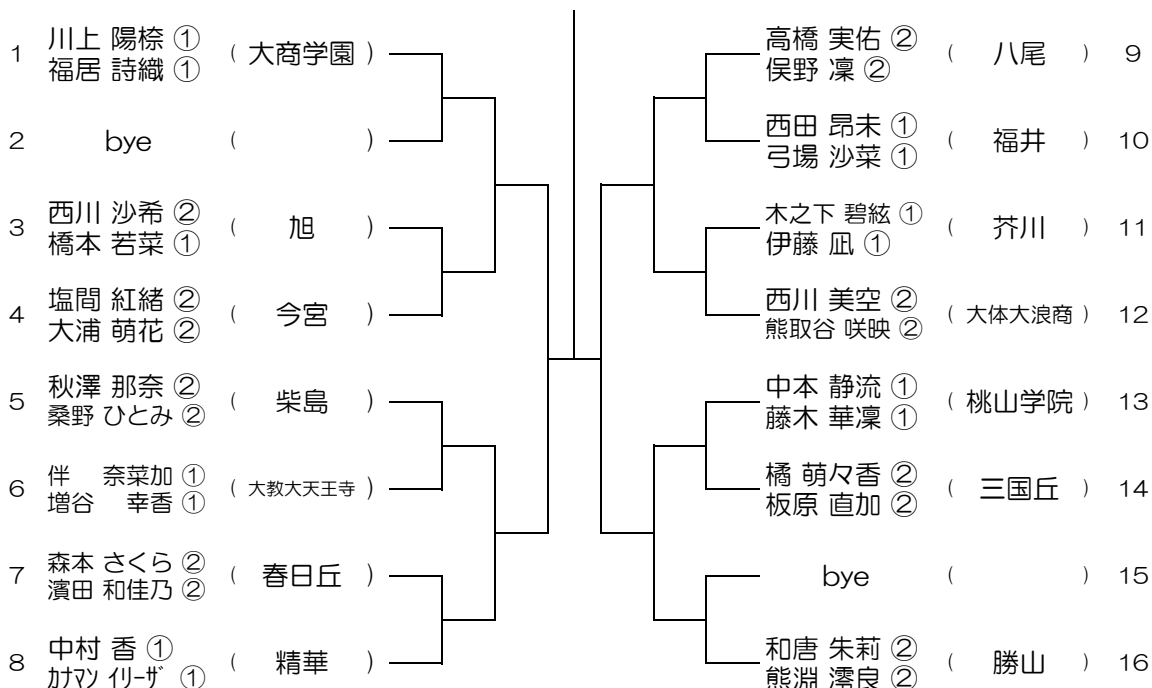 1 川上 陽栋 ① ( 大商学園 )
福居 詩織 ①
2 bye ( )
3 西川 沙希 ② ( 旭 )
橋本 若菜 ①
4 塩間 紅緒 ② ( 今宮 )
大浦 萌花 ②
5 秋澤 那奈 ② ( 柴島 )
桑野 ひとみ ②
6 伴 奈菜加 ① ( 大教大天王寺 )
増谷 幸香 ①
7 森本 さくら ② ( 春日丘 )
濱田 和佳乃 ②
8 中村 香 ① ( 精華 )
ｶﾅﾏﾝ ｲﾘｰｻﾞ ①
高橋 実佑 ② ( 八尾 ) 9
俣野 凜 ②
西田 昂未 ① ( 福井 ) 10
弓場 沙菜 ①
木之下 碧絃 ① ( 芥川 ) 11
伊藤 凪 ①
西川 美空 ② ( 大体大浪商 ) 12
熊取谷 咲映 ②
中本 静流 ① ( 桃山学院 ) 13
藤木 華凜 ①
橘 萌々香 ② ( 三国丘 ) 14
板原 直加 ②
bye ( ) 15
和唐 朱莉 ② ( 勝山 ) 16
熊淵 澪良 ②